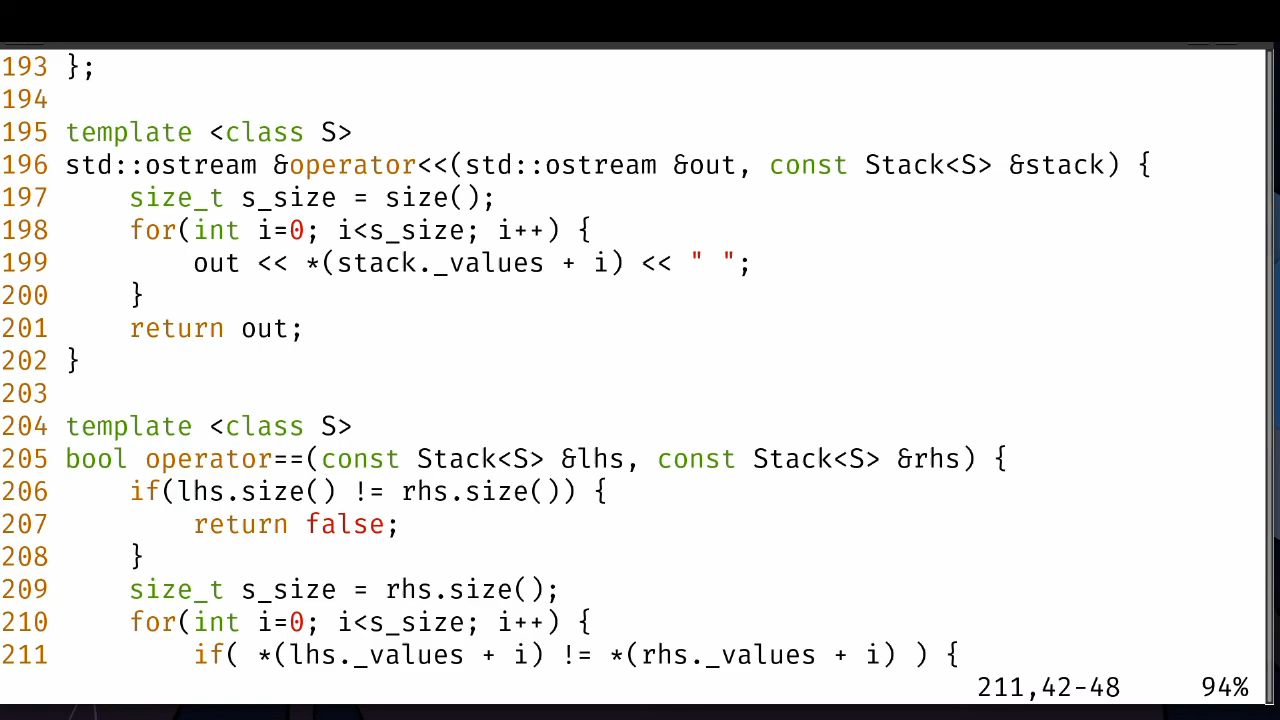 193 };
194
195 template <class S>
196 std::ostream &operator<<(std::ostream &out, const Stack<S> &stack) {
197     size_t s_size = size();
198     for(int i=0; i<s_size; i++) {
199         out << *(stack._values + i) << " ";
200     }
201     return out;
202 }
203
204 template <class S>
205 bool operator==(const Stack<S> &lhs, const Stack<S> &rhs) {
206     if(lhs.size() != rhs.size()) {
207         return false;
208     }
209     size_t s_size = rhs.size();
210     for(int i=0; i<s_size; i++) {
211         if( *(lhs._values + i) != *(rhs._values + i) ) {
211,42-48     94%